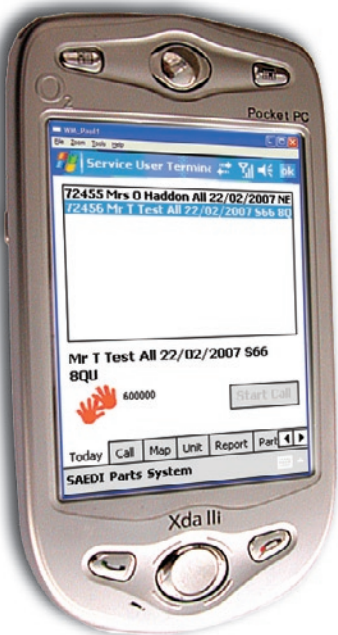 O2
Pocket PC
WM_Prof1
File Zoom Tools Help
Service User Termina ok
72455 Mrs O Haddon All 22/02/2007 NE
72456 Mr T Test All 22/02/2007 S66 8Q
Mr T Test All 22/02/2007 S66
8QU
600000
Start Call
Today Call Map Unit Report Part
SAEDI Parts System
Xda IIi